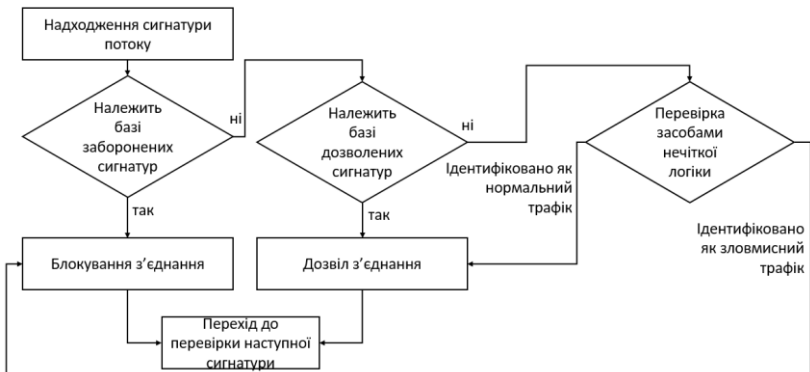 Надходження сигнатури
потоку
Належить
базі
заборонених
сигнатур
ні
так
Належить
базі
дозволених
сигнатур
ні
так
Перевірка
засобами
нечіткої
логіки
Ідентифіковано як
нормальний
трафік
Ідентифіковано
як зловмисний
трафік
Блокування з’єднання
Дозвіл з’єднання
Перехід до
перевірки наступної
сигнатури